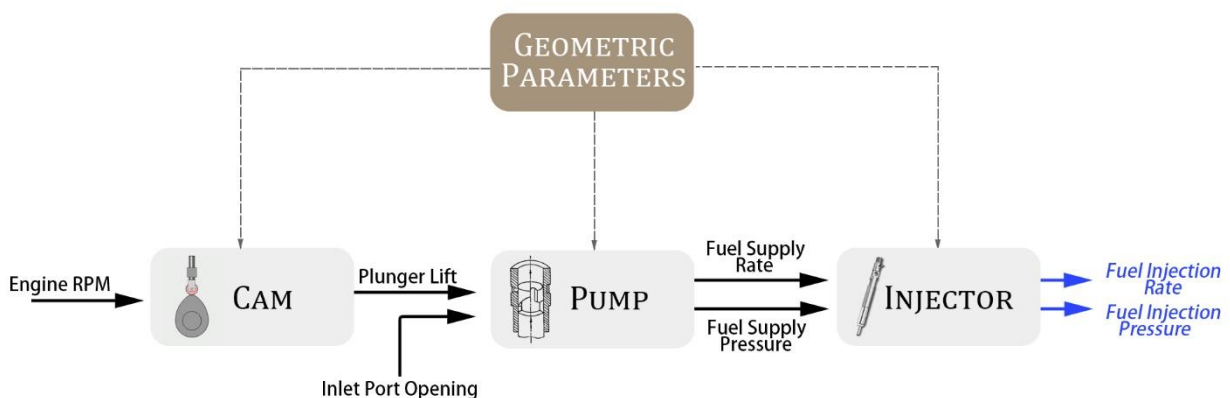 GEOMETRIC
PARAMETERS
Engine RPM
CAM
Plunger Lift
Inlet Port Opening
PUMP
Fuel Supply
Rate
Fuel Supply
Pressure
INJECTOR
Fuel Injection
Rate
Fuel Injection
Pressure